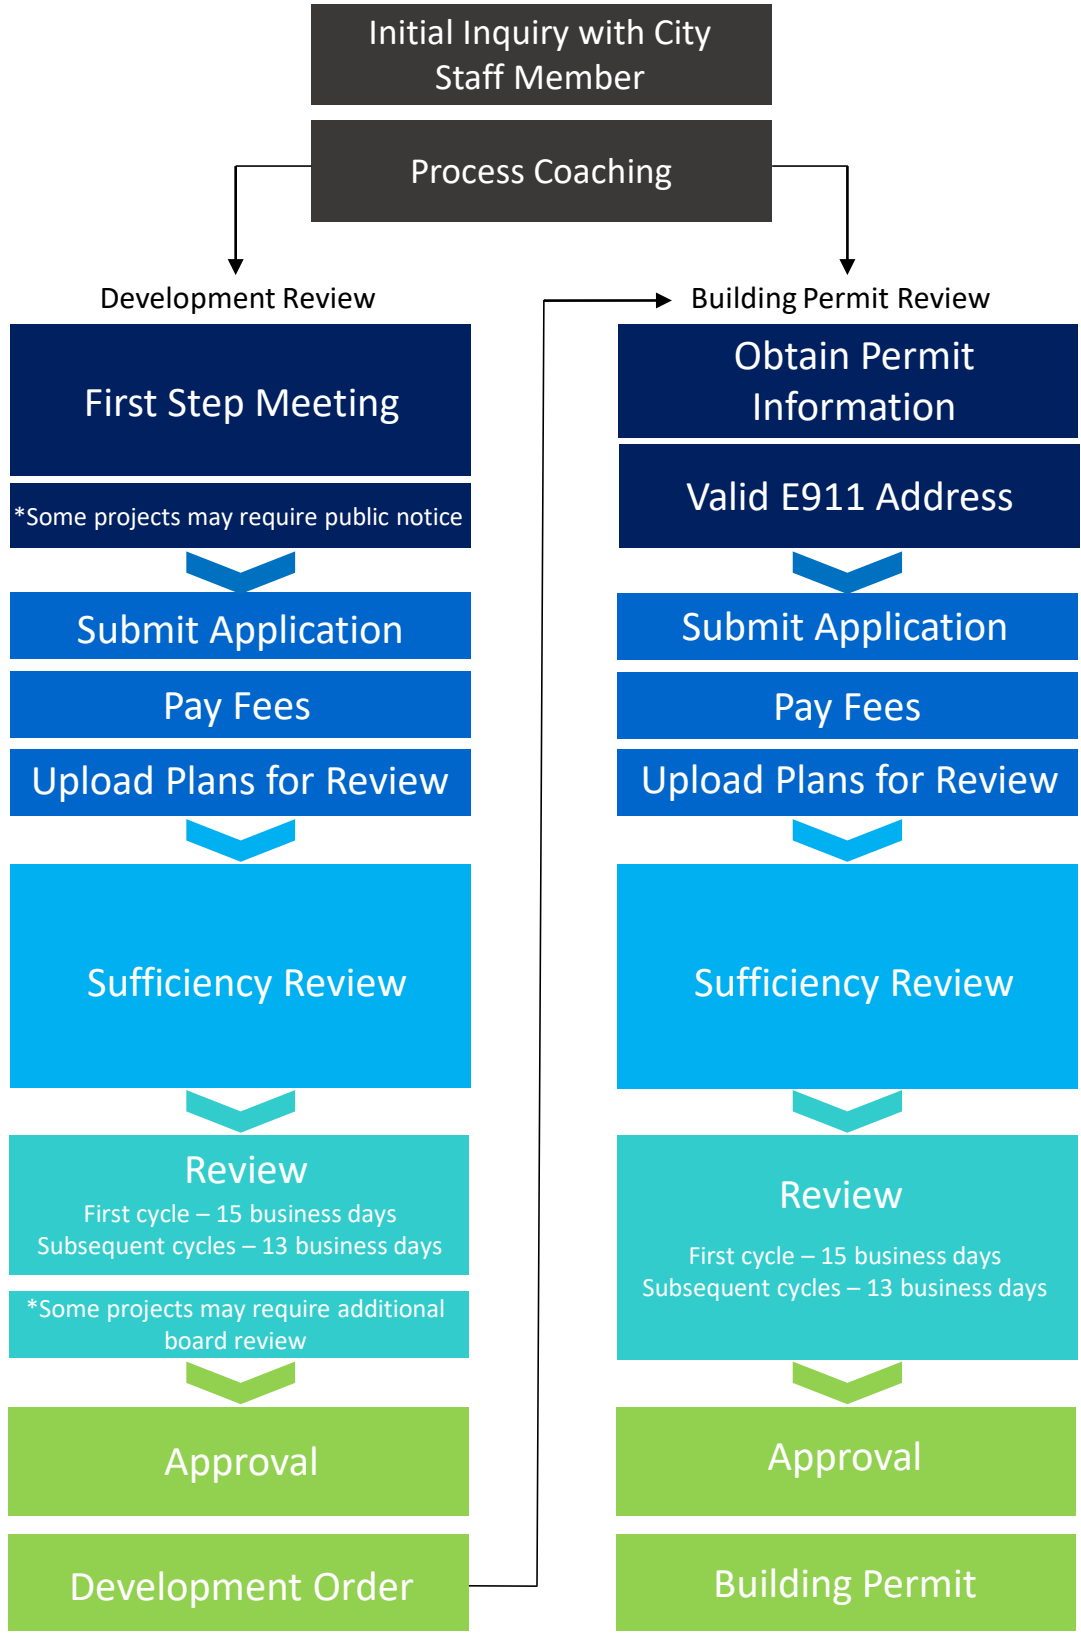 Initial Inquiry with City
Staff Member
Process Coaching
Development Review
First Step Meeting
*Some projects may require public notice
Submit Application
Pay Fees
Upload Plans for Review
Sufficiency Review
Review
First cycle – 15 business days
Subsequent cycles – 13 business days
*Some projects may require additional
board review
Approval
Development Order
Building Permit Review
Obtain Permit
Information
Valid E911 Address
Submit Application
Pay Fees
Upload Plans for Review
Sufficiency Review
Review
First cycle – 15 business days
Subsequent cycles – 13 business days
Approval
Building Permit